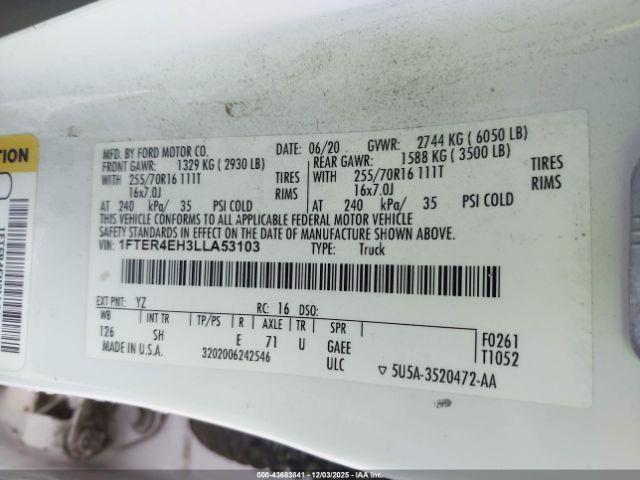 TION
MFD. BY FORD MOTOR CO. DATE: 06/20 GVWR: 2744 KG ( 6050 LB)
FRONT GAWR: 1329 KG ( 2930 LB) REAR GAWR: 1588 KG ( 3500 LB)
WITH 255/70R16 111T TIRES WITH 255/70R16 111T TIRES
16x7.0J RIMS 16x7.0J RIMS
AT 240 kPa/ 35 PSI COLD AT 240 kPa/ 35 PSI COLD
THIS VEHICLE CONFORMS TO ALL APPLICABLE FEDERAL MOTOR VEHICLE
SAFETY STANDARDS IN EFFECT ON THE DATE OF MANUFACTURE SHOWN ABOVE.
VIN: 1FTER4EH3LLA53103 TYPE: Truck
EXT PNT: YZ RC: 16 DSO:
WB INT TR TP/PS R AXLE TR SPR F0261
126 SH E 71 U GAEE T1052
MADE IN U.S.A. 3202006242546 ULC ▽ 5U5A-3520472-AA
000-43683841 - 12/03/2025 - Copyright IAA, LLC. All Rights Reserved.